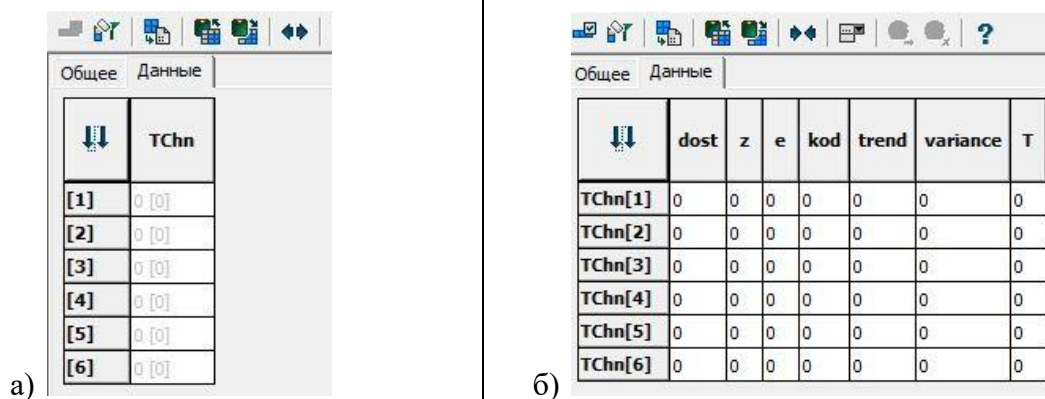 Общее Данные
TChn
[1] 0 [0]
[2] 0 [0]
[3] 0 [0]
[4] 0 [0]
[5] 0 [0]
[6] 0 [0]
а)
?
Общее Данные
dost z e kod trend variance T
TChn[1] 0 0 0 0 0 0 0
TChn[2] 0 0 0 0 0 0 0
TChn[3] 0 0 0 0 0 0 0
TChn[4] 0 0 0 0 0 0 0
TChn[5] 0 0 0 0 0 0 0
TChn[6] 0 0 0 0 0 0 0
б)